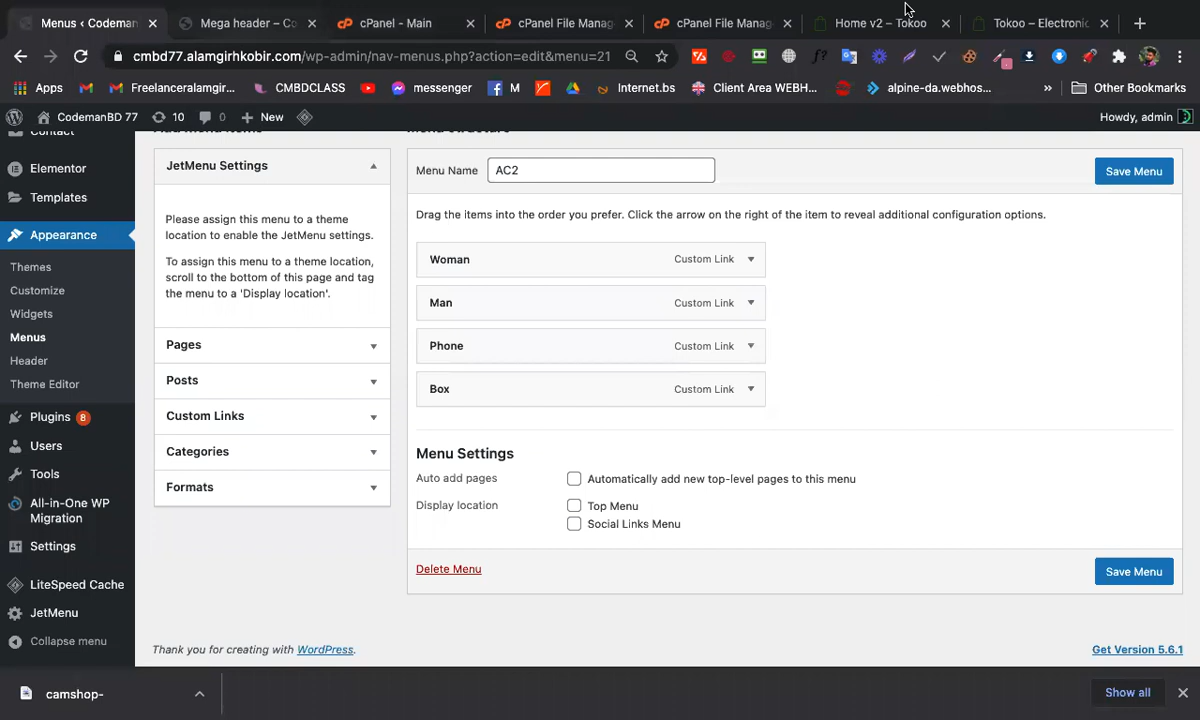 Menus ‹ Codeman
Mega header – Co
cPanel - Main
cPanel File Manag
cPanel File Manag
Home v2 – Tokoo
Tokoo – Electronic
cmbd77.alamgirhkobir.com/wp-admin/nav-menus.php?action=edit&menu=21
Apps
Freelanceralamgir...
CMBDCLASS
messenger
M
Internet.bs
Client Area WEBH...
alpine-da.webhos...
»
Other Bookmarks
CodemanBD 77
10
0
New
Howdy, admin
Contact
Elementor
Templates
Appearance
Themes
Customize
Widgets
Menus
Header
Theme Editor
Plugins 8
Users
Tools
All-in-One WP
Migration
Settings
LiteSpeed Cache
JetMenu
Collapse menu
Add menu items
JetMenu Settings
Please assign this menu to a theme
location to enable the JetMenu settings.
To assign this menu to a theme location,
scroll to the bottom of this page and tag
the menu to a 'Display location'.
Pages
Posts
Custom Links
Categories
Formats
Menu Structure
Menu Name AC2 Save Menu
Drag the items into the order you prefer. Click the arrow on the right of the item to reveal additional configuration options.
Woman Custom Link
Man Custom Link
Phone Custom Link
Box Custom Link
Menu Settings
Auto add pages Automatically add new top-level pages to this menu
Display location Top Menu
Social Links Menu
Delete Menu Save Menu
Thank you for creating with WordPress. Get Version 5.6.1
camshop-
Show all